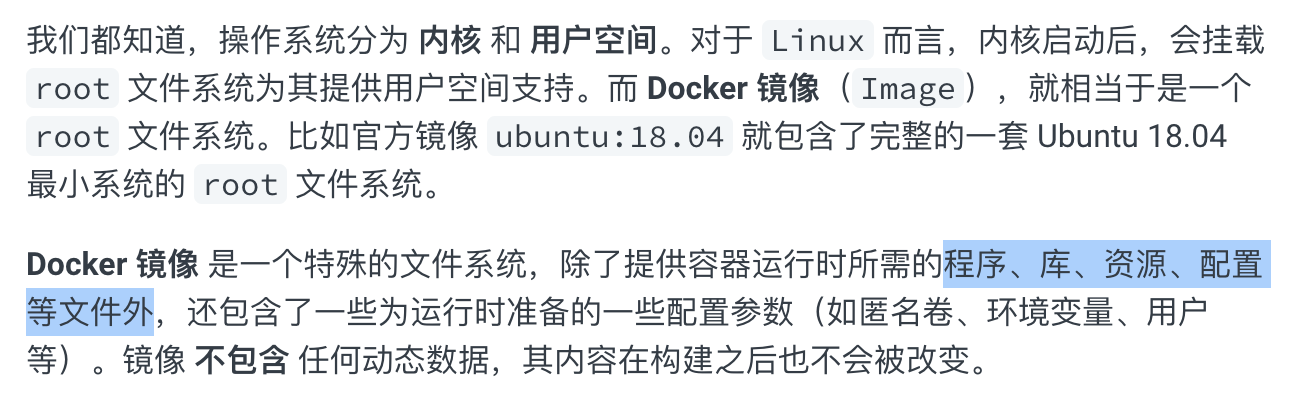 我们都知道，操作系统分为 内核 和 用户空间。对于 Linux 而言，内核启动后，会挂载
root 文件系统为其提供用户空间支持。而 Docker 镜像（Image），就相当于是一个
root 文件系统。比如官方镜像 ubuntu:18.04 就包含了完整的一套 Ubuntu 18.04
最小系统的 root 文件系统。
Docker 镜像 是一个特殊的文件系统，除了提供容器运行时所需的程序、库、资源、配置
等文件外，还包含了一些为运行时准备的一些配置参数（如匿名卷、环境变量、用户
等）。镜像 不包含 任何动态数据，其内容在构建之后也不会被改变。